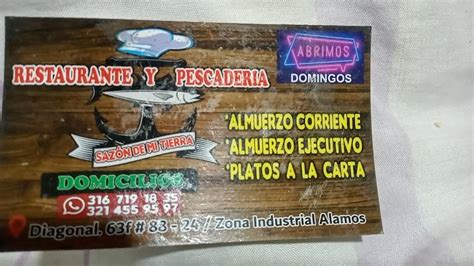 RESTAURANTE Y PESCADERIA
ABRIMOS
DOMINGOS
SAZÓN DE MI TIERRA
*ALMUERZO CORRIENTE
*ALMUERZO EJECUTIVO
*PLATOS A LA CARTA
DOMICILIOS
316 719 18 35
321 455 95 97
Diagonal. 63f # 83 - 24 / Zona Industrial Alamos